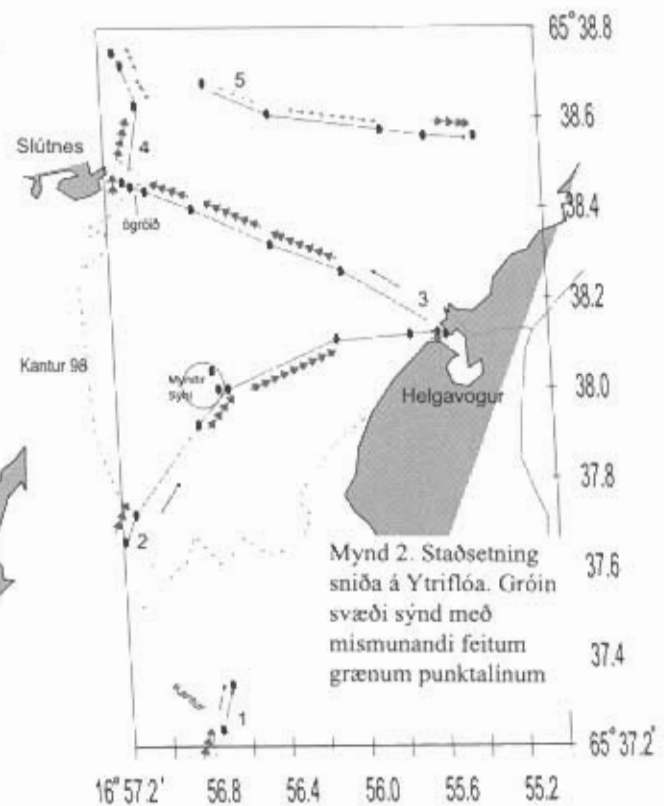 65° 38.8
5
38.6
Slútnes
4
38.4
ógróið
3
38.2
Kantur 98
Myndir
Sýni
38.0
Helgavogur
37.8
2
37.6
Mynd 2. Staðsetning
sniða á Ytriflóa. Gróin
svæði sýnd með
mismunandi feitum
grænum punktalínum
37.4
Kantur
1
65° 37.2'
16° 57.2' 56.8 56.4 56.0 55.6 55.2